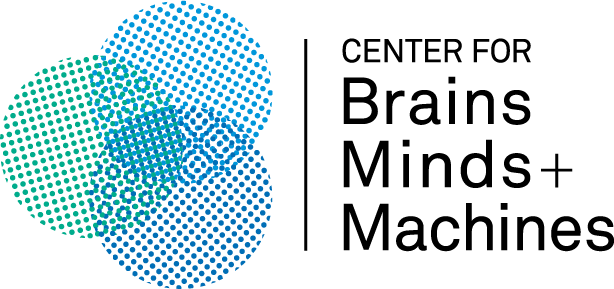 CENTER FOR
Brains
Minds+
Machines